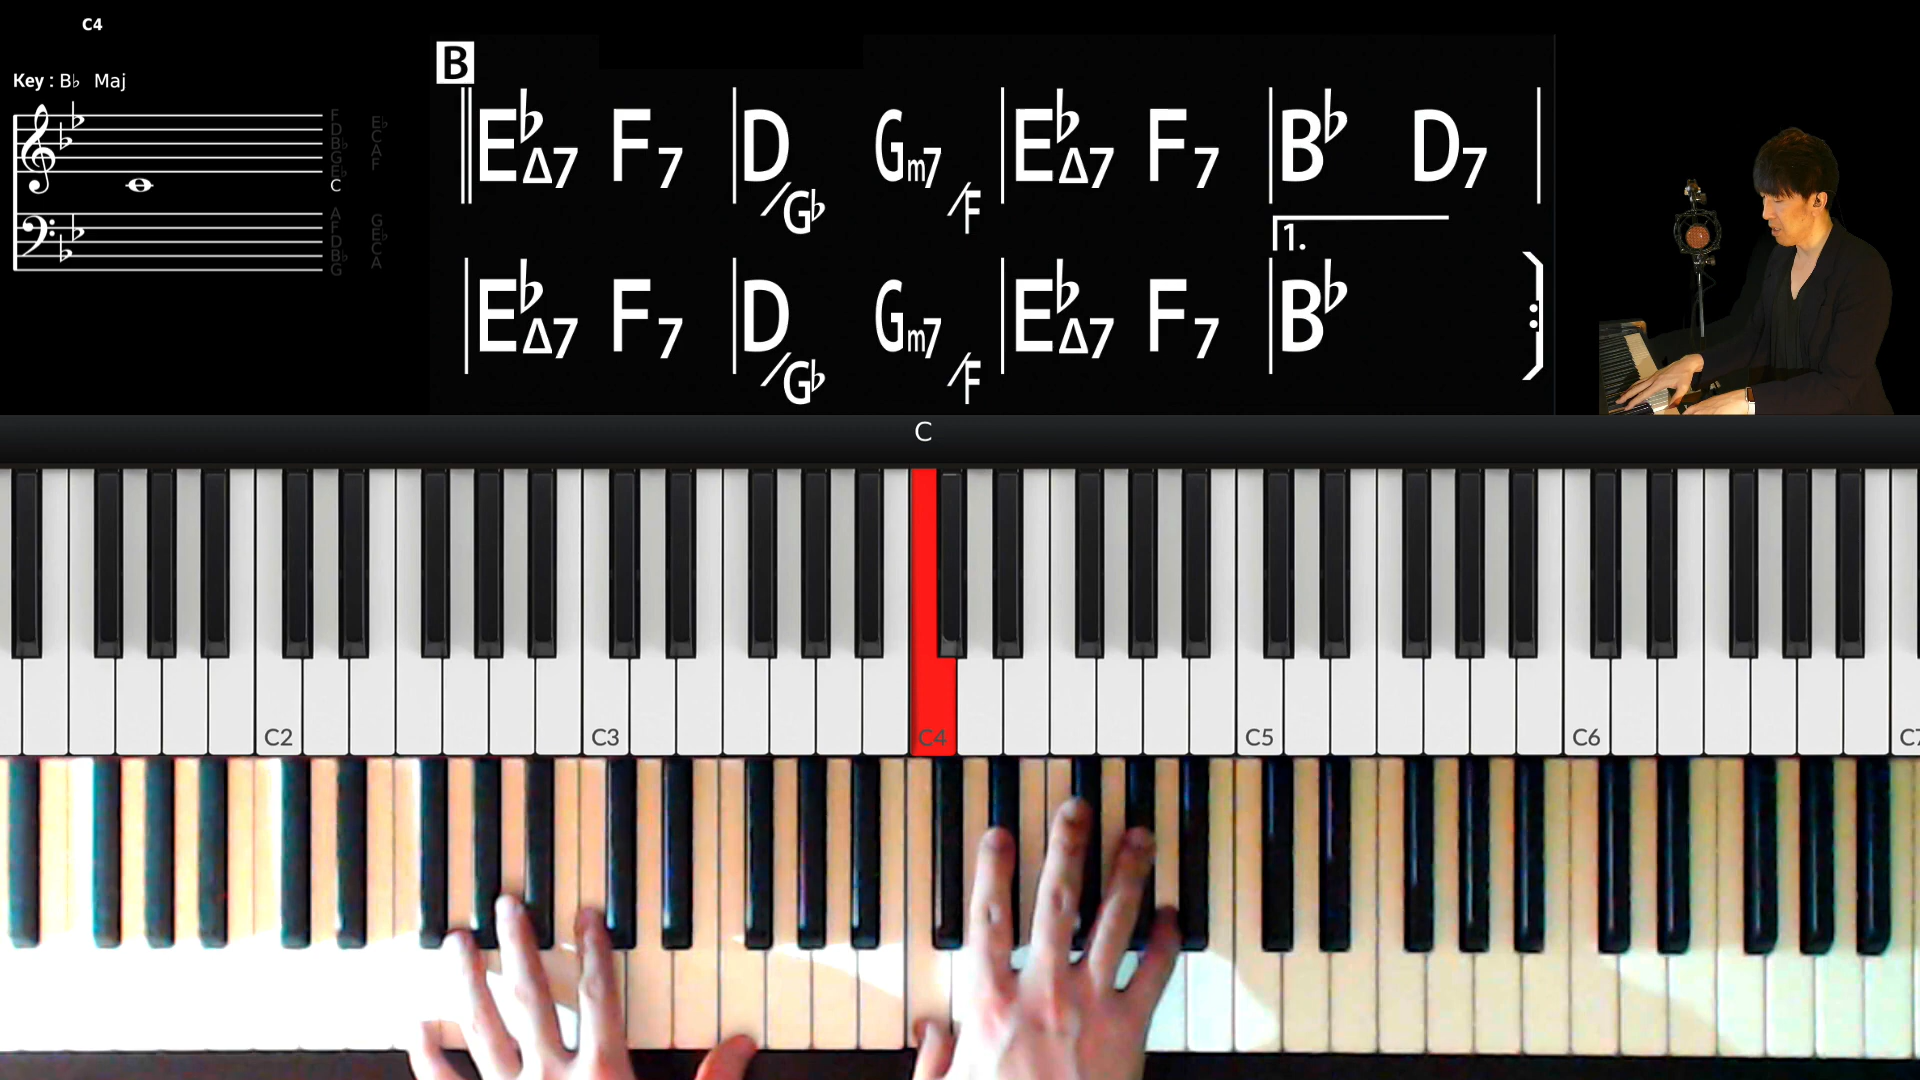 C4
Key : B♭ Maj
F
D
B♭
G
E♭
C
E♭
C
A
F
A
F
D
B♭
G
G
E♭
C
A
B
E♭Δ7 F7 D/G♭ Gm7/F E♭Δ7 F7 B♭ D7
1.
E♭Δ7 F7 D/G♭ Gm7/F E♭Δ7 F7 B♭
C
C2 C3 C4 C5 C6 C7